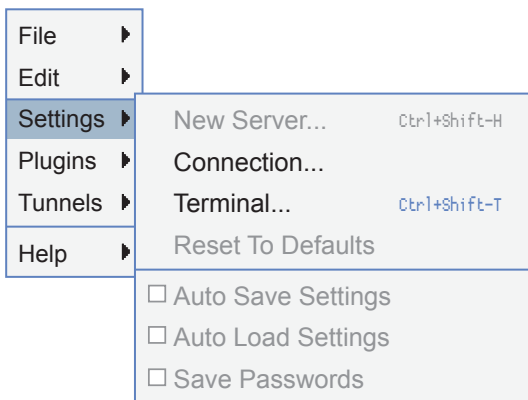 File
Edit
Settings
Plugins
Tunnels
Help
New Server... Ctrl+Shift-H
Connection...
Terminal... Ctrl+Shift-T
Reset To Defaults
Auto Save Settings
Auto Load Settings
Save Passwords